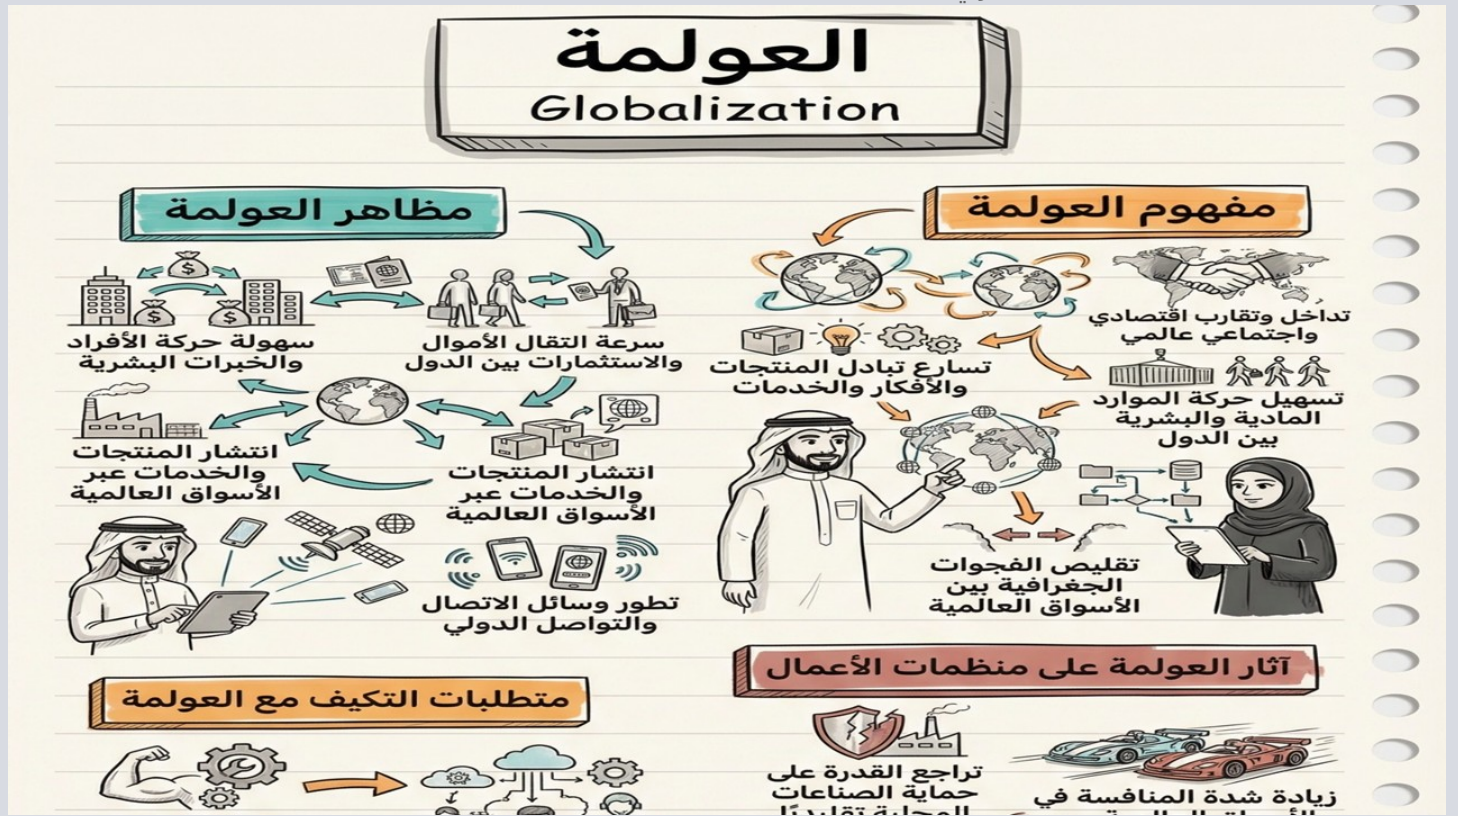 العولمة
Globalization
مفهوم العولمة
تداخل وتقارب اقتصادي
واجتماعي عالمي
تسارع تبادل المنتجات
والأفكار والخدمات
تسهيل حركة الموارد
المادية والبشرية
بين الدول
تقليص الفجوات
الجغرافية بين
الأسواق العالمية
مظاهر العولمة
سرعة التقال الأموال
والاستثمارات بين الدول
سهولة حركة الأفراد
والخبرات البشرية
انتشار المنتجات
والخدمات عبر
الأسواق العالمية
انتشار المنتجات
والخدمات عبر
الأسواق العالمية
تطور وسائل الاتصال
والتواصل الدولي
آثار العولمة على منظمات الأعمال
زيادة شدة المنافسة في
تراجع القدرة على
حماية الصناعات
متطلبات التكيف مع العولمة